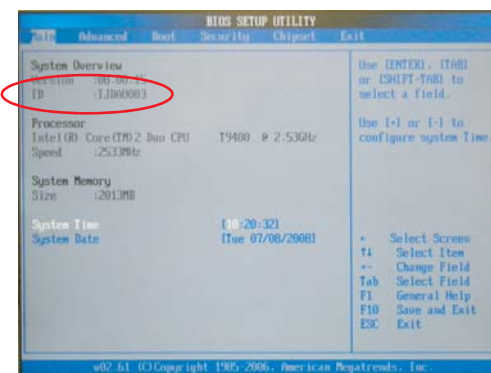 BIOS SETUP UTILITY
Main Advanced Boot Security Chipset Exit
System Overview
Version :08.00.15
ID :1JDAO003
Processor
Intel(R) Core(TM)2 Duo CPU T9400 @ 2.53GHz
Speed :2533MHz
System Memory
Size :2013MB
System Time [10:20:32]
System Date [Tue 07/08/2008]
Use [ENTER], [TAB]
or [SHIFT-TAB] to
select a field.
Use [+] or [-] to
configure system Time.
Select Screen
↑↓ Select Item
+- Change Field
Tab Select Field
F1 General Help
F10 Save and Exit
ESC Exit
v02.61 (C)Copyright 1985-2006, American Megatrends, Inc.